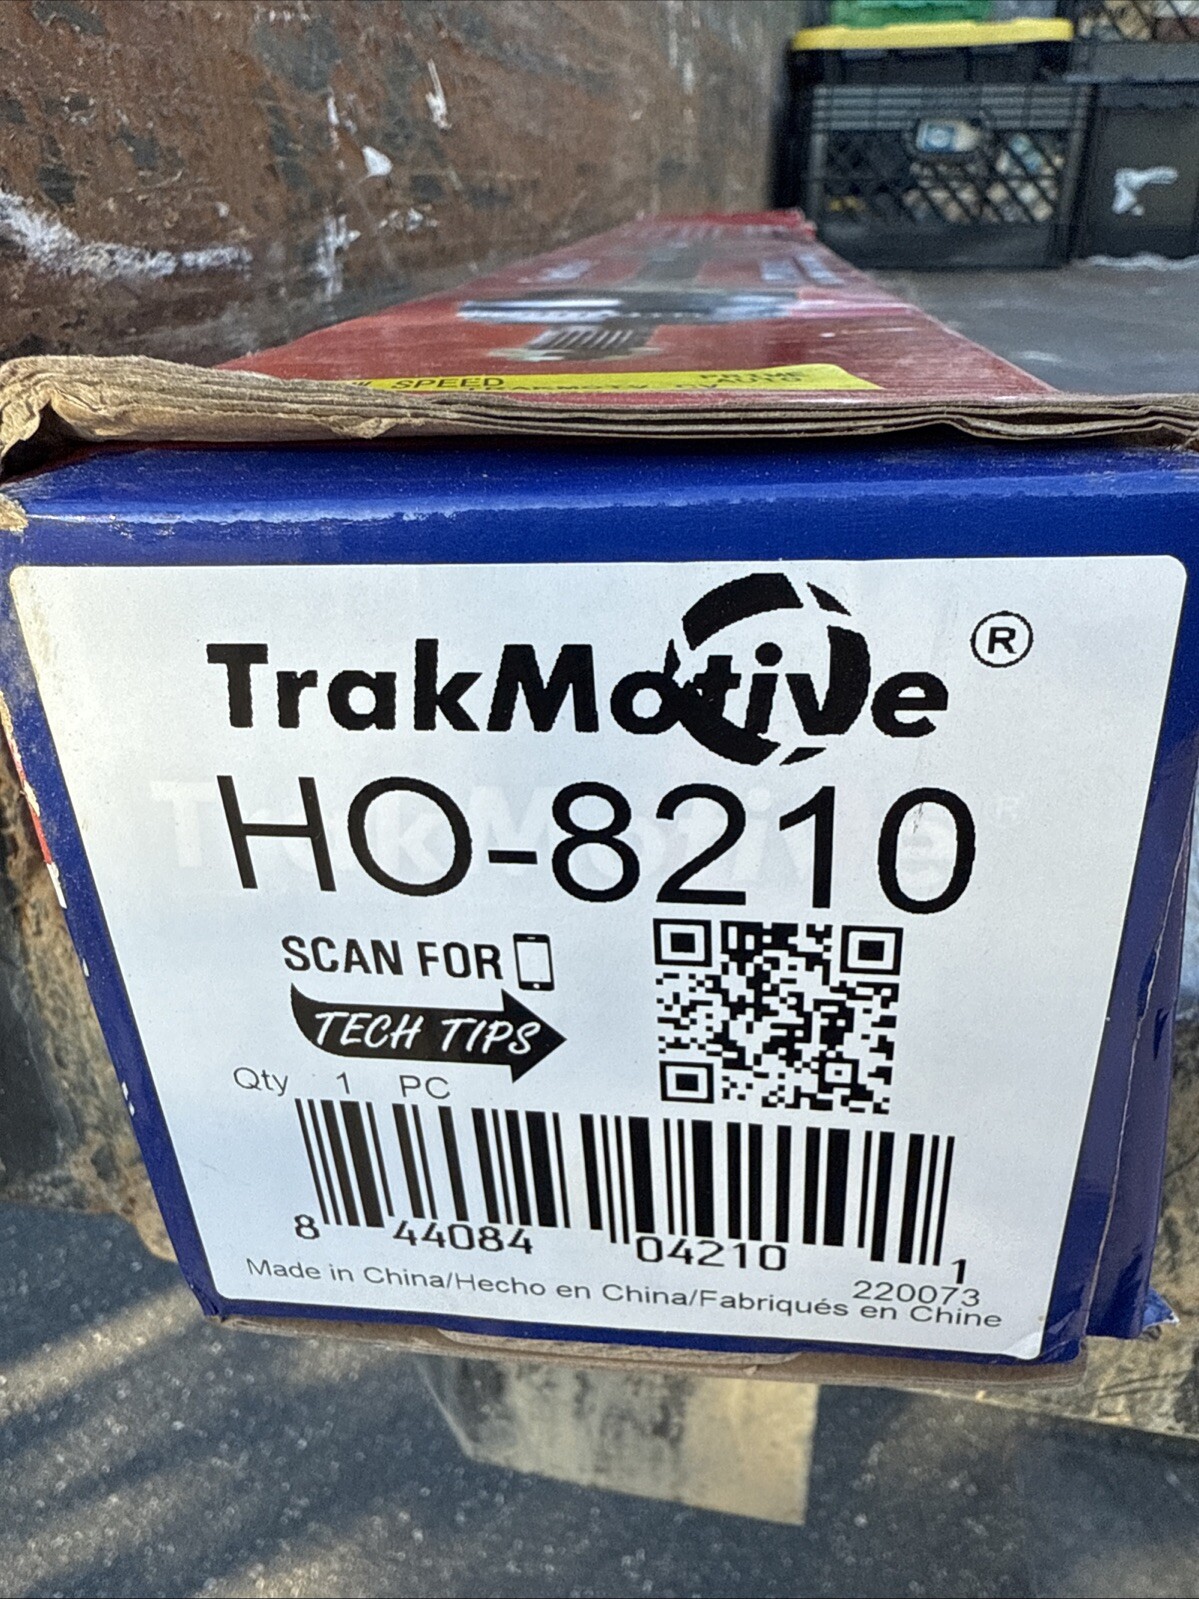 SPEED
TrakMotive®
HO-8210
SCAN FOR
TECH TIPS
Qty 1 PC
8 44084 04210 1
220073
Made in China/Hecho en China/Fabriqués en Chine